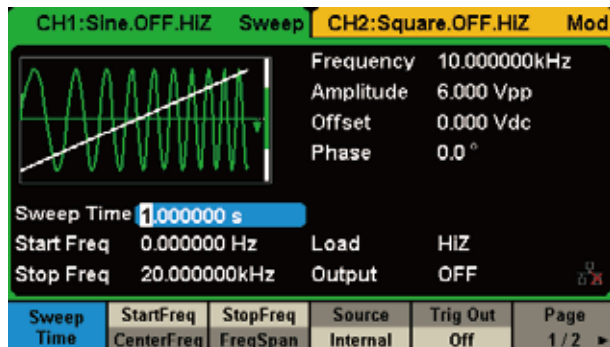 CH1:Sine.OFF.HiZ Sweep CH2:Square.OFF.HiZ Mod
Frequency 10.000000kHz
Amplitude 6.000 Vpp
Offset 0.000 Vdc
Phase 0.0 °
Sweep Time 1.000000 s
Start Freq 0.000000 Hz Load HiZ
Stop Freq 20.000000kHz Output OFF
Sweep Time StartFreq CenterFreq StopFreq FreqSpan Source Internal Trig Out Off Page 1/2 ►